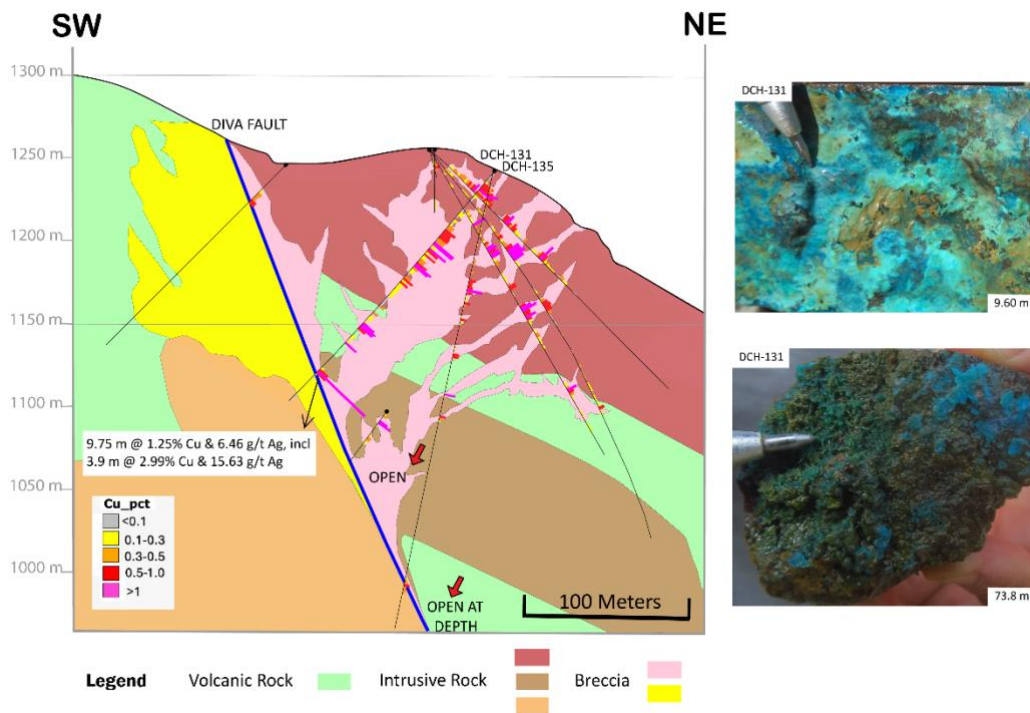 SW
NE
1300 m
1250 m
1200 m
1150 m
1100 m
1050 m
1000 m
DIVA FAULT
DCH-131
DCH-135
9.75 m @ 1.25% Cu & 6.46 g/t Ag, incl
3.9 m @ 2.99% Cu & 15.63 g/t Ag
OPEN
OPEN AT
DEPTH
Cu_pct
<0.1
0.1-0.3
0.3-0.5
0.5-1.0
>1
100 Meters
Legend Volcanic Rock Intrusive Rock Breccia
DCH-131
9.60 m
DCH-131
73.8 m